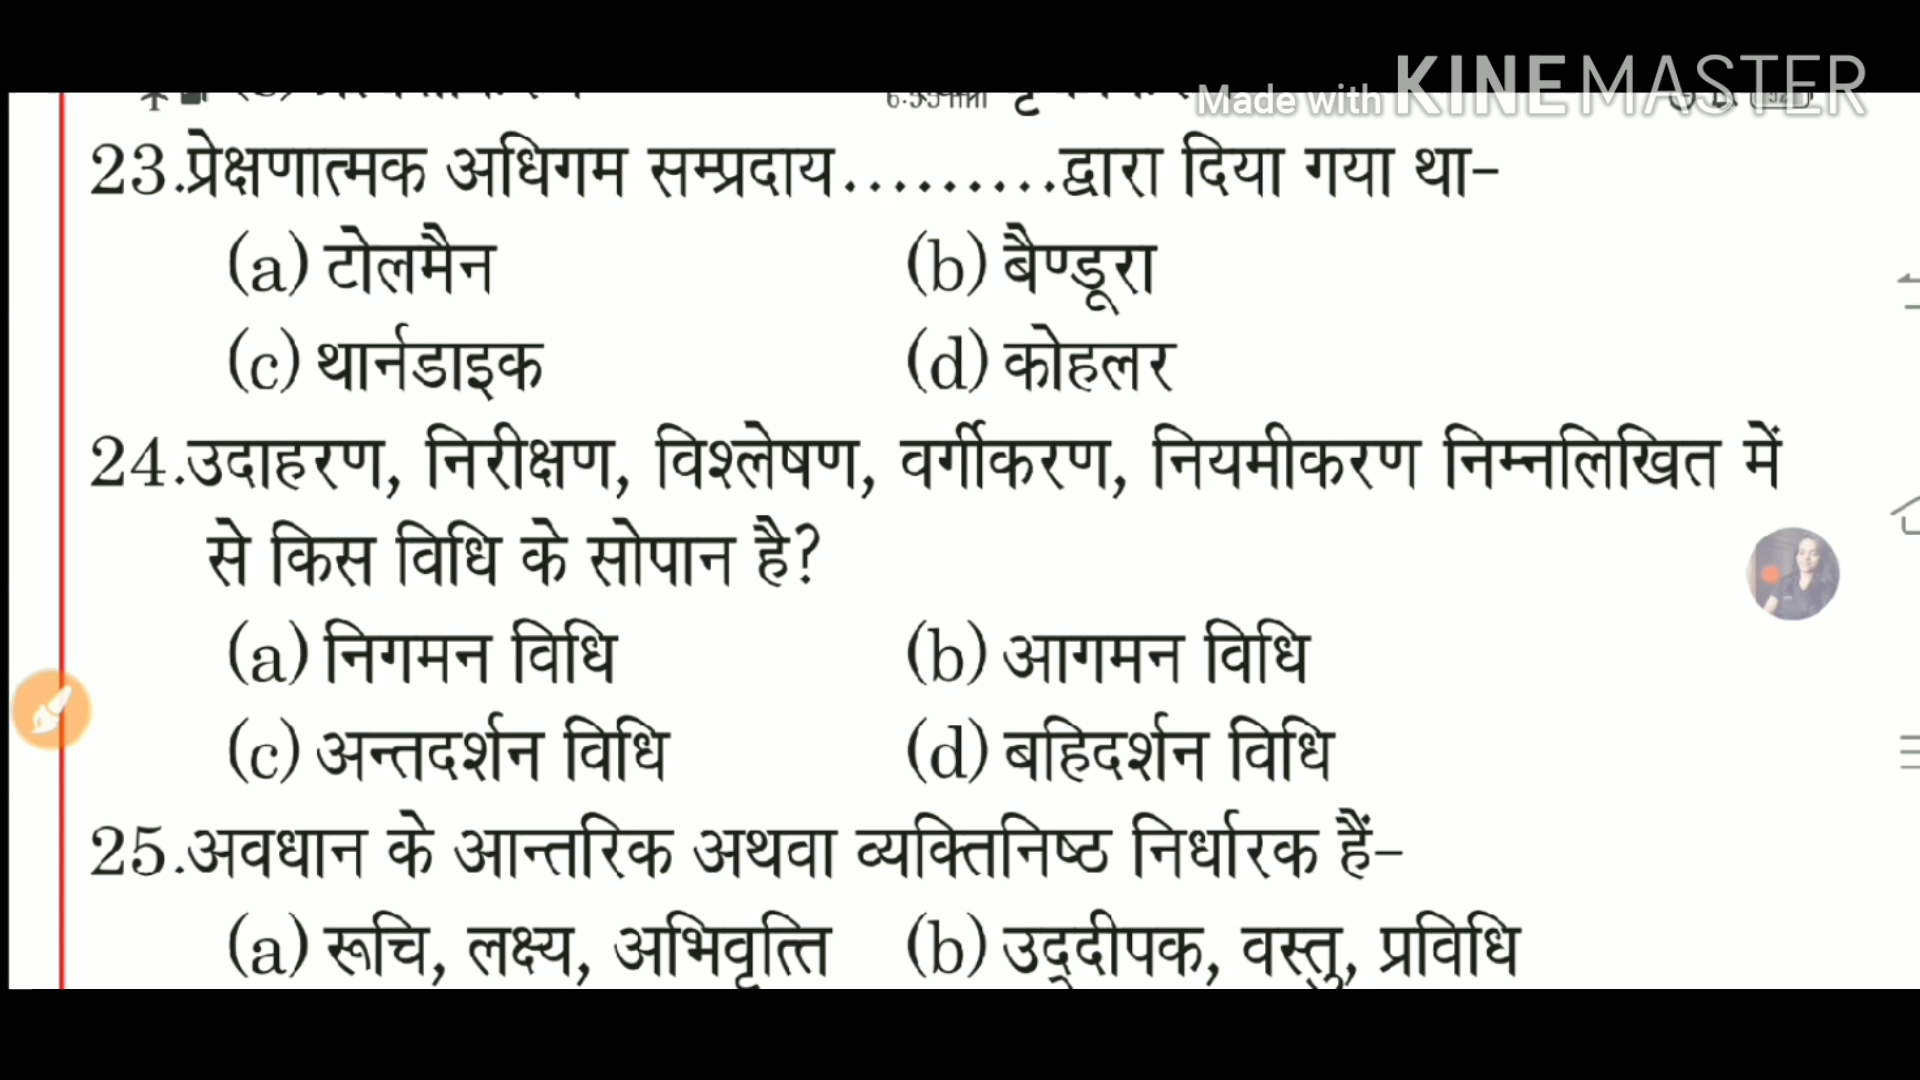 Made with KINEMASTER
23.प्रेक्षणात्मक अधिगम सम्प्रदाय.........द्वारा दिया गया था-
(a) टोलमैन (b) बैण्डूरा
(c) थार्नडाइक (d) कोहलर
24.उदाहरण, निरीक्षण, विश्लेषण, वर्गीकरण, नियमीकरण निम्नलिखित में
से किस विधि के सोपान है?
(a) निगमन विधि (b) आगमन विधि
(c) अन्तदर्शन विधि (d) बहिदर्शन विधि
25.अवधान के आन्तरिक अथवा व्यक्तिनिष्ठ निर्धारक हैं-
(a) रूचि, लक्ष्य, अभिवृत्ति (b) उद्दीपक, वस्तु, प्रविधि